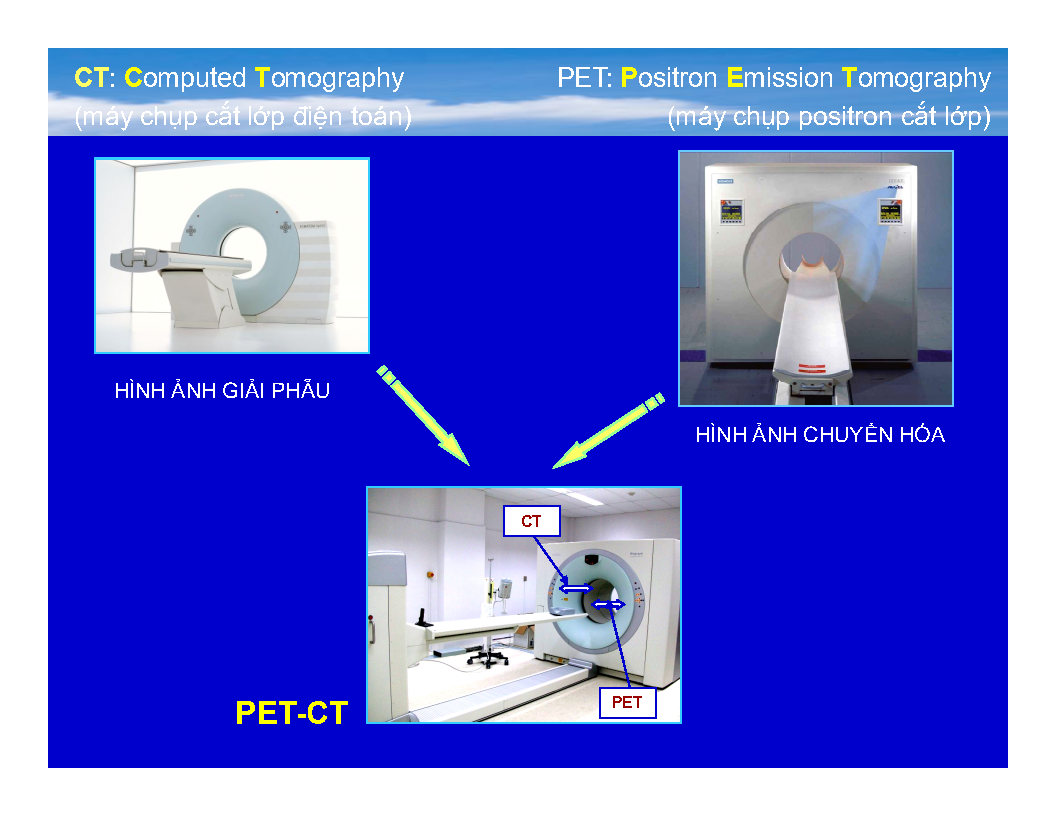 CT: Computed Tomography
(máy chụp cắt lớp điện toán)
PET: Positron Emission Tomography
(máy chụp positron cắt lớp)
HÌNH ẢNH GIẢI PHẪU
HÌNH ẢNH CHUYỂN HÓA
CT
PET
PET-CT